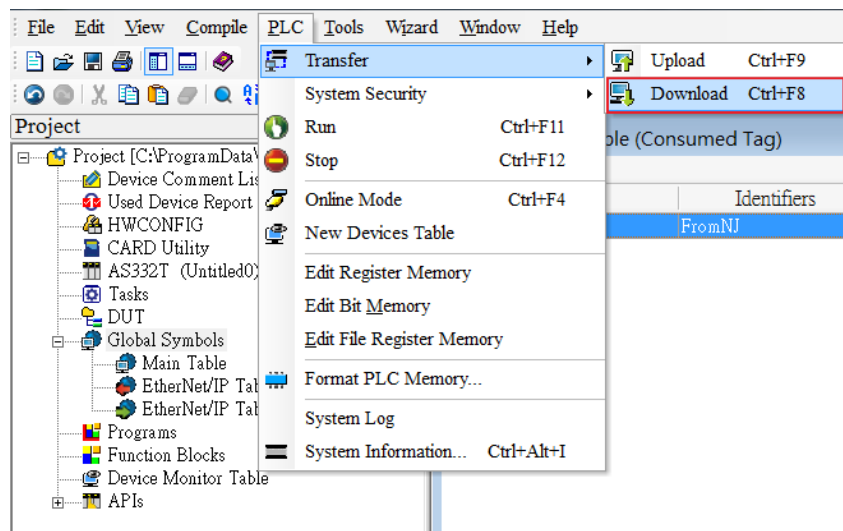 File Edit View Compile PLC Tools Wizard Window Help
Transfer
Upload Ctrl+F9
System Security
Download Ctrl+F8
Project
Run Ctrl+F11
ble (Consumed Tag)
Project [C:\ProgramData\
Stop Ctrl+F12
Device Comment Lis
Used Device Report
Online Mode Ctrl+F4
Identifiers
HWCONFIG
New Devices Table
FromNJ
CARD Utility
AS332T (Untitled0)
Edit Register Memory
Tasks
Edit Bit Memory
DUT
Global Symbols
Edit File Register Memory
Main Table
EtherNet/IP Tab
Format PLC Memory...
EtherNet/IP Tab
System Log
Programs
Function Blocks
System Information... Ctrl+Alt+I
Device Monitor Table
APIs